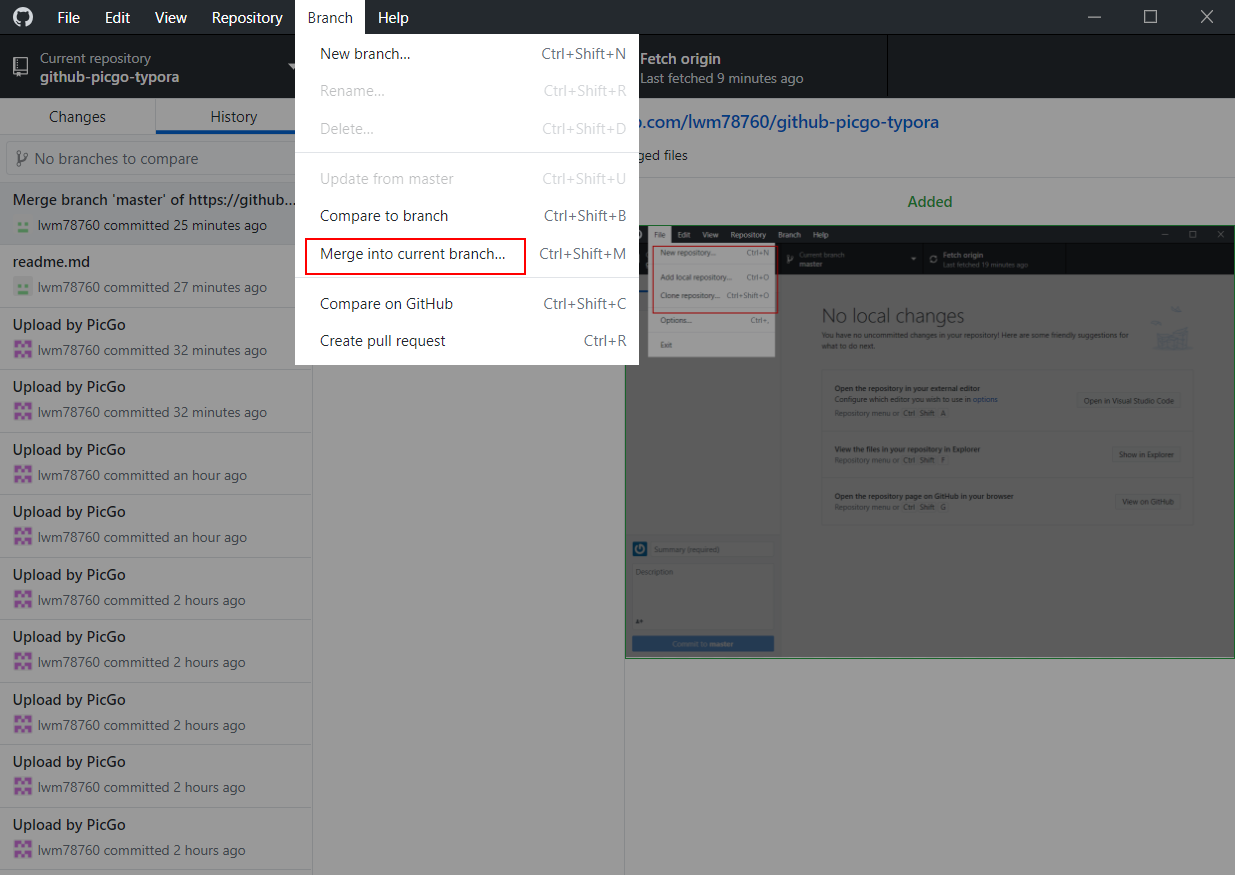 File Edit View Repository Branch Help
Current repository
github-picgo-typora
Fetch origin
Last fetched 9 minutes ago
New branch... Ctrl+Shift+N
Rename... Ctrl+Shift+R
Delete... Ctrl+Shift+D
Update from master Ctrl+Shift+U
Compare to branch Ctrl+Shift+B
Merge into current branch... Ctrl+Shift+M
Compare on GitHub Ctrl+Shift+C
Create pull request Ctrl+R
Changes History
No branches to compare
Merge branch 'master' of https://github...
lwm78760 committed 25 minutes ago
readme.md
lwm78760 committed 27 minutes ago
Upload by PicGo
lwm78760 committed 32 minutes ago
Upload by PicGo
lwm78760 committed 32 minutes ago
Upload by PicGo
lwm78760 committed an hour ago
Upload by PicGo
lwm78760 committed an hour ago
Upload by PicGo
lwm78760 committed 2 hours ago
Upload by PicGo
lwm78760 committed 2 hours ago
Upload by PicGo
lwm78760 committed 2 hours ago
Upload by PicGo
lwm78760 committed 2 hours ago
Upload by PicGo
lwm78760 committed 2 hours ago
.com/lwm78760/github-picgo-typora
ged files
Added
File Edit View Repository Branch Help
New repository... Ctrl+N
Add local repository... Ctrl+O
Clone repository... Ctrl+Shift+O
Options... Ctrl+,
Exit
Current branch
master
Fetch origin
Last fetched 19 minutes ago
No local changes
You have no uncommitted changes in your repository! Here are some friendly suggestions for
what to do next.
Open the repository in your external editor
Configure which editor you wish to use in options
Repository menu or Ctrl Shift A
Open in Visual Studio Code
View the files in your repository in Explorer
Repository menu or Ctrl Shift F
Show in Explorer
Open the repository page on GitHub in your browser
Repository menu or Ctrl Shift G
View on GitHub
Summary (required)
Description
Commit to master